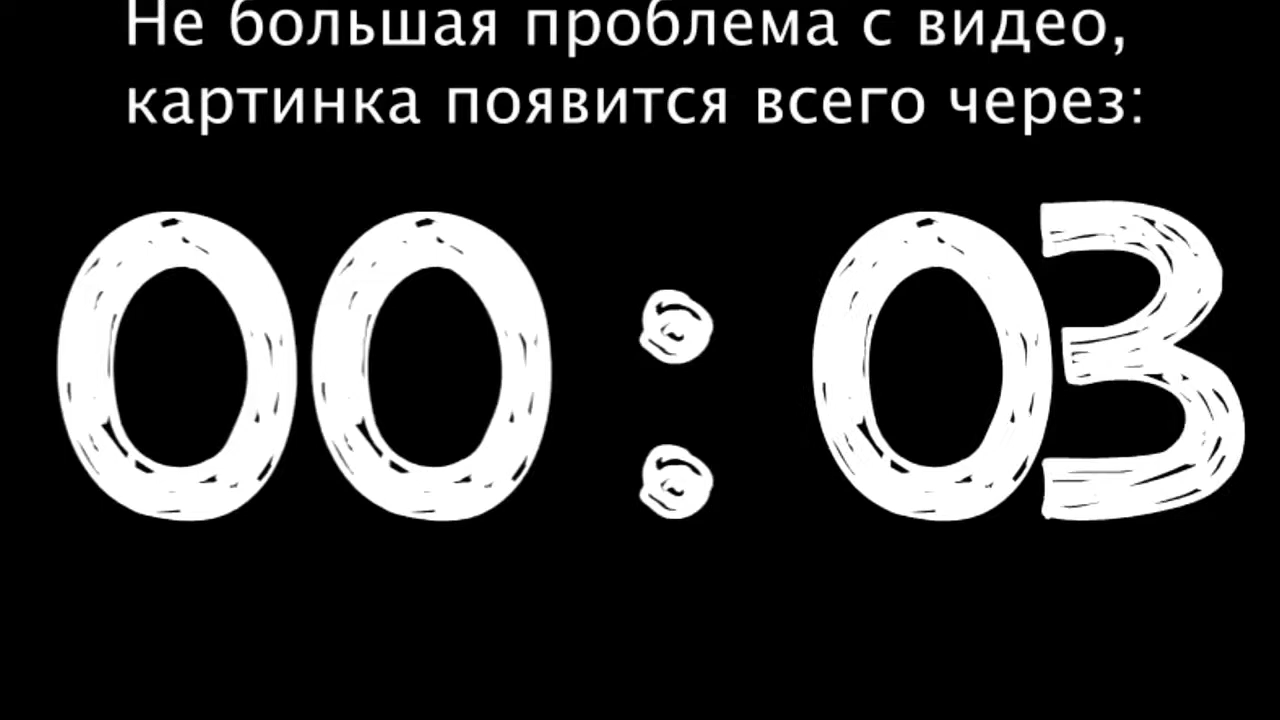 Не большая проблема с видео,
картинка появится всего через:
00:03